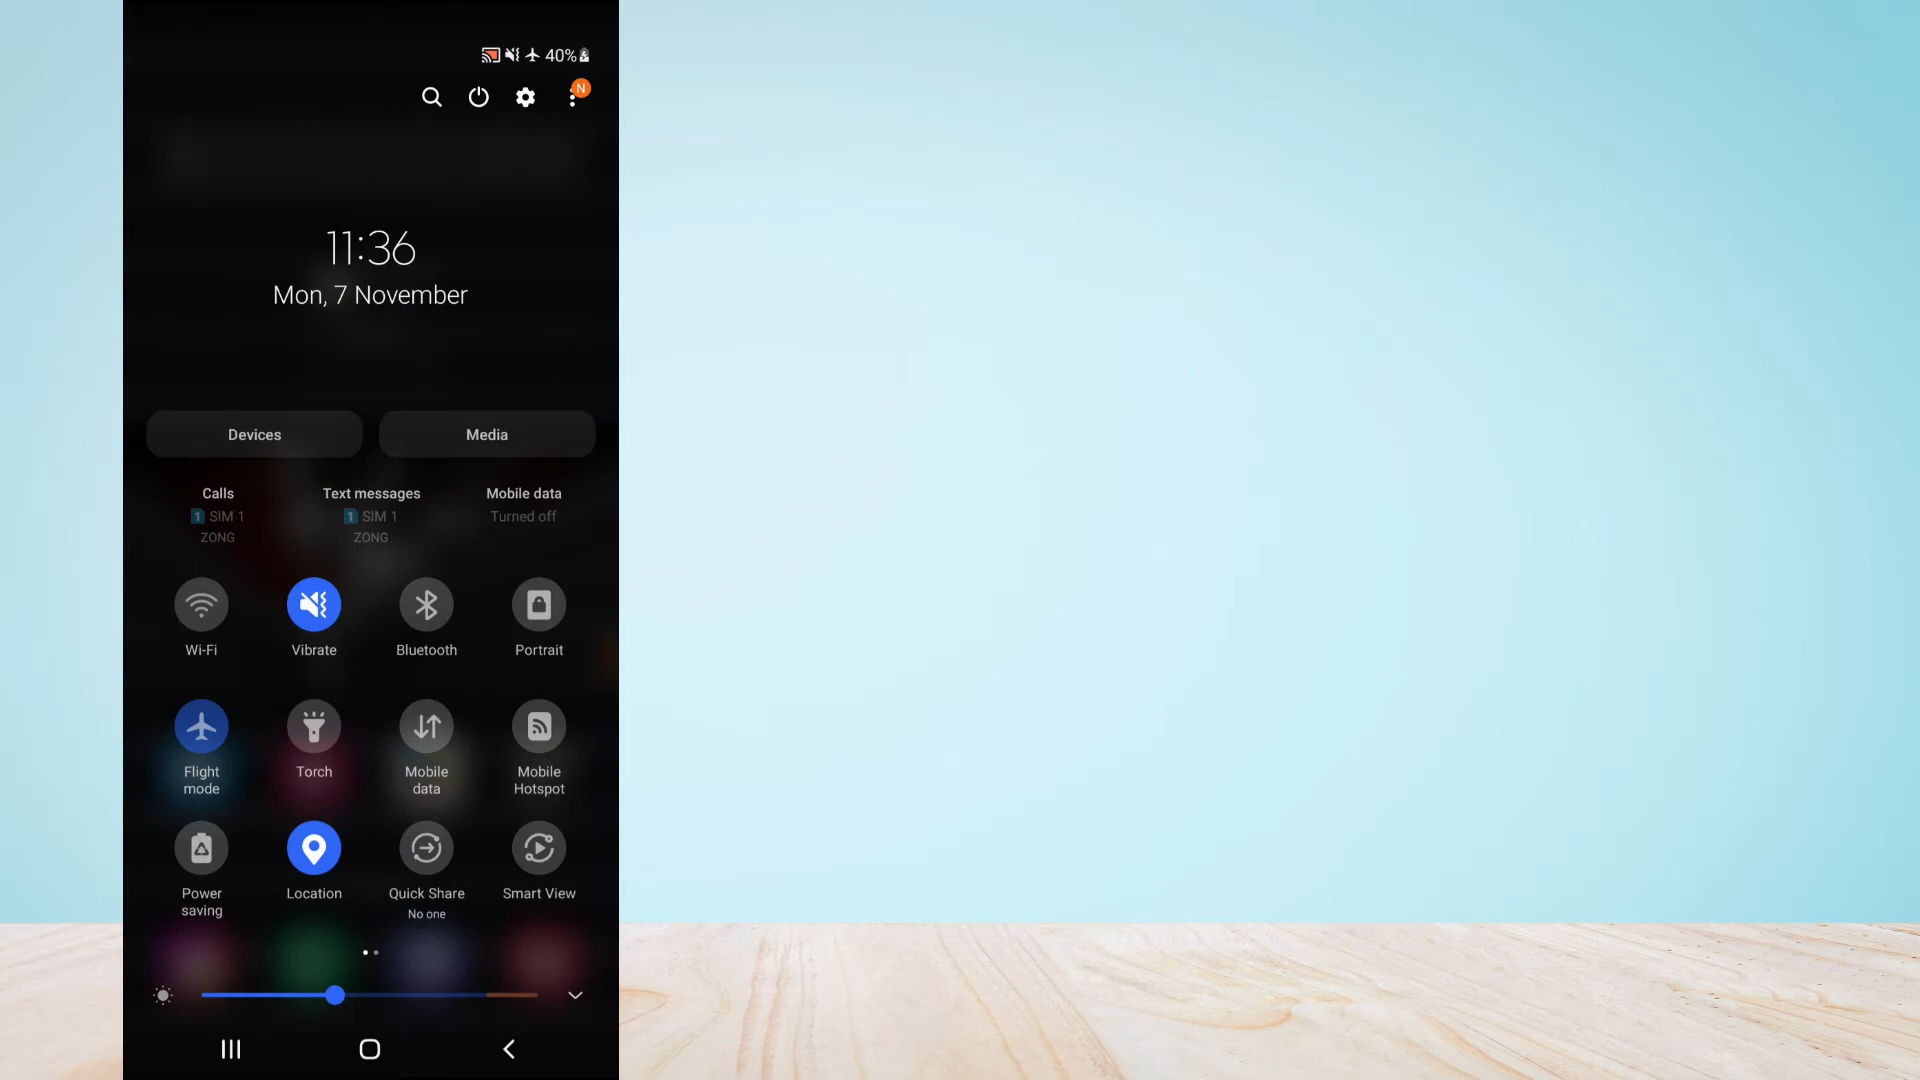 40%
N
11:36
Mon, 7 November
Devices
Media
Calls
Text messages
Mobile data
1 SIM 1
1 SIM 1
Turned off
ZONG
ZONG
Wi-Fi
Vibrate
Bluetooth
Portrait
Flight
mode
Torch
Mobile
data
Mobile
Hotspot
Power
saving
Location
Quick Share
No one
Smart View